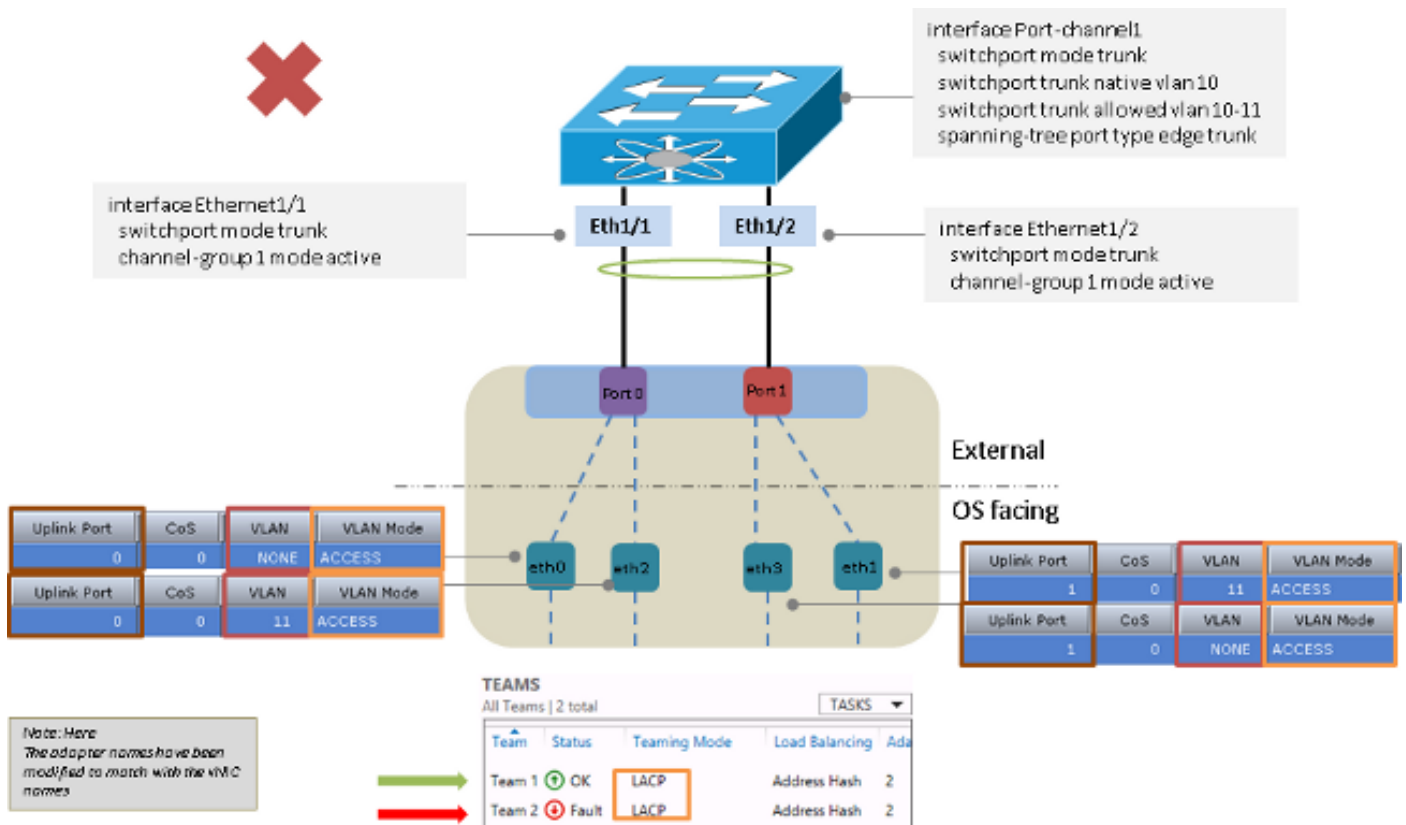 interface Port-channel1
switchport mode trunk
switchport trunk native vlan 10
switchport trunk allowed vlan 10-11
spanning-tree port type edge trunk
interface Ethernet1/1
switchport mode trunk
channel-group 1 mode active
Eth1/1
Eth1/2
interface Ethernet1/2
switchport mode trunk
channel-group 1 mode active
Port 0
Port 1
External
OS facing
Uplink Port CoS VLAN VLAN Mode
0 0 NONE ACCESS
Uplink Port CoS VLAN VLAN Mode
0 0 11 ACCESS
eth0
eth2
eth3
eth1
Uplink Port CoS VLAN VLAN Mode
1 0 11 ACCESS
Uplink Port CoS VLAN VLAN Mode
1 0 NONE ACCESS
TEAMS
All Teams | 2 total
TASKS
Team Status Teaming Mode Load Balancing Ada
Team 1 OK LACP Address Hash 2
Team 2 Fault LACP Address Hash 2
Note: Here
The adapter names have been
modified to match with the vNIC
names